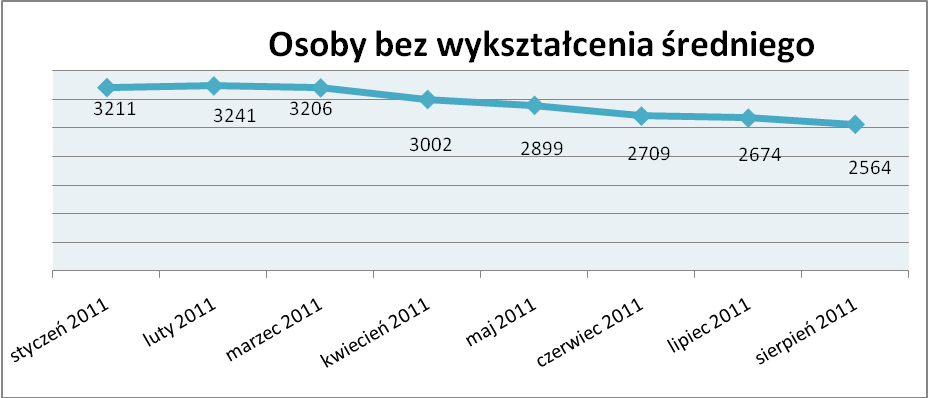 Osoby bez wykształcenia średniego
3211
3241
3206
3002
2899
2709
2674
2564
styczeń 2011
luty 2011
marzec 2011
kwiecień 2011
maj 2011
czerwiec 2011
lipiec 2011
sierpień 2011